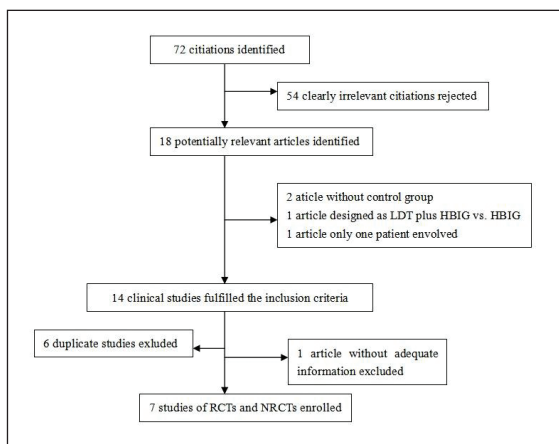 72 citiations identified
54 clearly irrelevant citations rejected
18 potentially relevant articles identified
2 aticle without control group
1 article designed as LDT plus HBIG vs. HBIG
1 article only one patient envolved
14 clinical studies fulfilled the inclusion criteria
6 duplicate studies exluded
1 article without adequate
information excluded
7 studies of RCTs and NRCTs enrolled